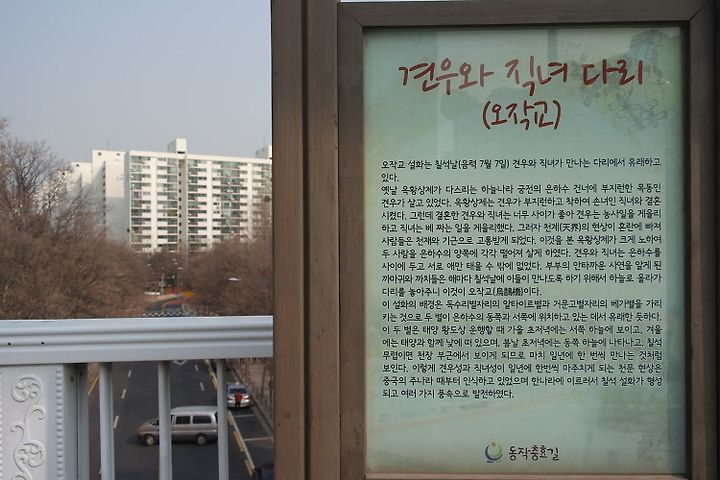 견우와 직녀 다리
(오작교)
오작교 설화는 칠석날(음력 7월 7일) 견우와 직녀가 만나는 다리에서 유래하고
있다.
옛날 옥황상제가 다스리는 하늘나라 궁전의 은하수 건너에 부지런한 목동인
견우가 살고 있었다. 옥황상제는 견우가 부지런하고 착하여 손녀인 직녀와 결혼
시켰다. 그런데 결혼한 견우와 직녀는 너무 사이가 좋아 견우는 농사일을 게을리
하고 직녀는 베 짜는 일을 게을리했다. 그러자 천계(天界)의 현상이 혼란에 빠져
사람들은 천재와 기근으로 고통받게 되었다. 이것을 본 옥황상제가 크게 노하여
두 사람을 은하수의 양쪽에 각각 떨어져 살게 하였다. 견우와 직녀는 은하수를
사이에 두고 서로 애만 태울 수 밖에 없었다. 부부의 안타까운 사연을 알게 된
까마귀와 까치들은 해마다 칠석날에 이들이 만나도록 하기 위해서 하늘로 올라가
다리를 놓아주니 이것이 오작교(烏鵲橋)이다.
이 설화의 배경은 독수리별자리의 알타이르별과 거문고별자리의 베가별을 가리
키는 것으로 두 별이 은하수의 동쪽과 서쪽에 위치하고 있는 데서 유래한 듯하다.
이 두 별은 태양 황도상 운행할 때 가을 초저녁에는 서쪽 하늘에 보이고, 겨울
에는 태양과 함께 낮에 떠 있으며, 봄날 초저녁에는 동쪽 하늘에 나타나고, 칠석
무렵이면 천장 부근에서 보이게 되므로 마치 일년에 한 번씩 만나는 것처럼
보인다. 이렇게 견우성과 직녀성이 일년에 한번씩 마주치게 되는 천문 현상은
중국의 주나라 때부터 인식하고 있었으며 한나라에 이르러서 칠석 설화가 형성
되고 여러 가지 풍속으로 발전하였다.
동작충효길